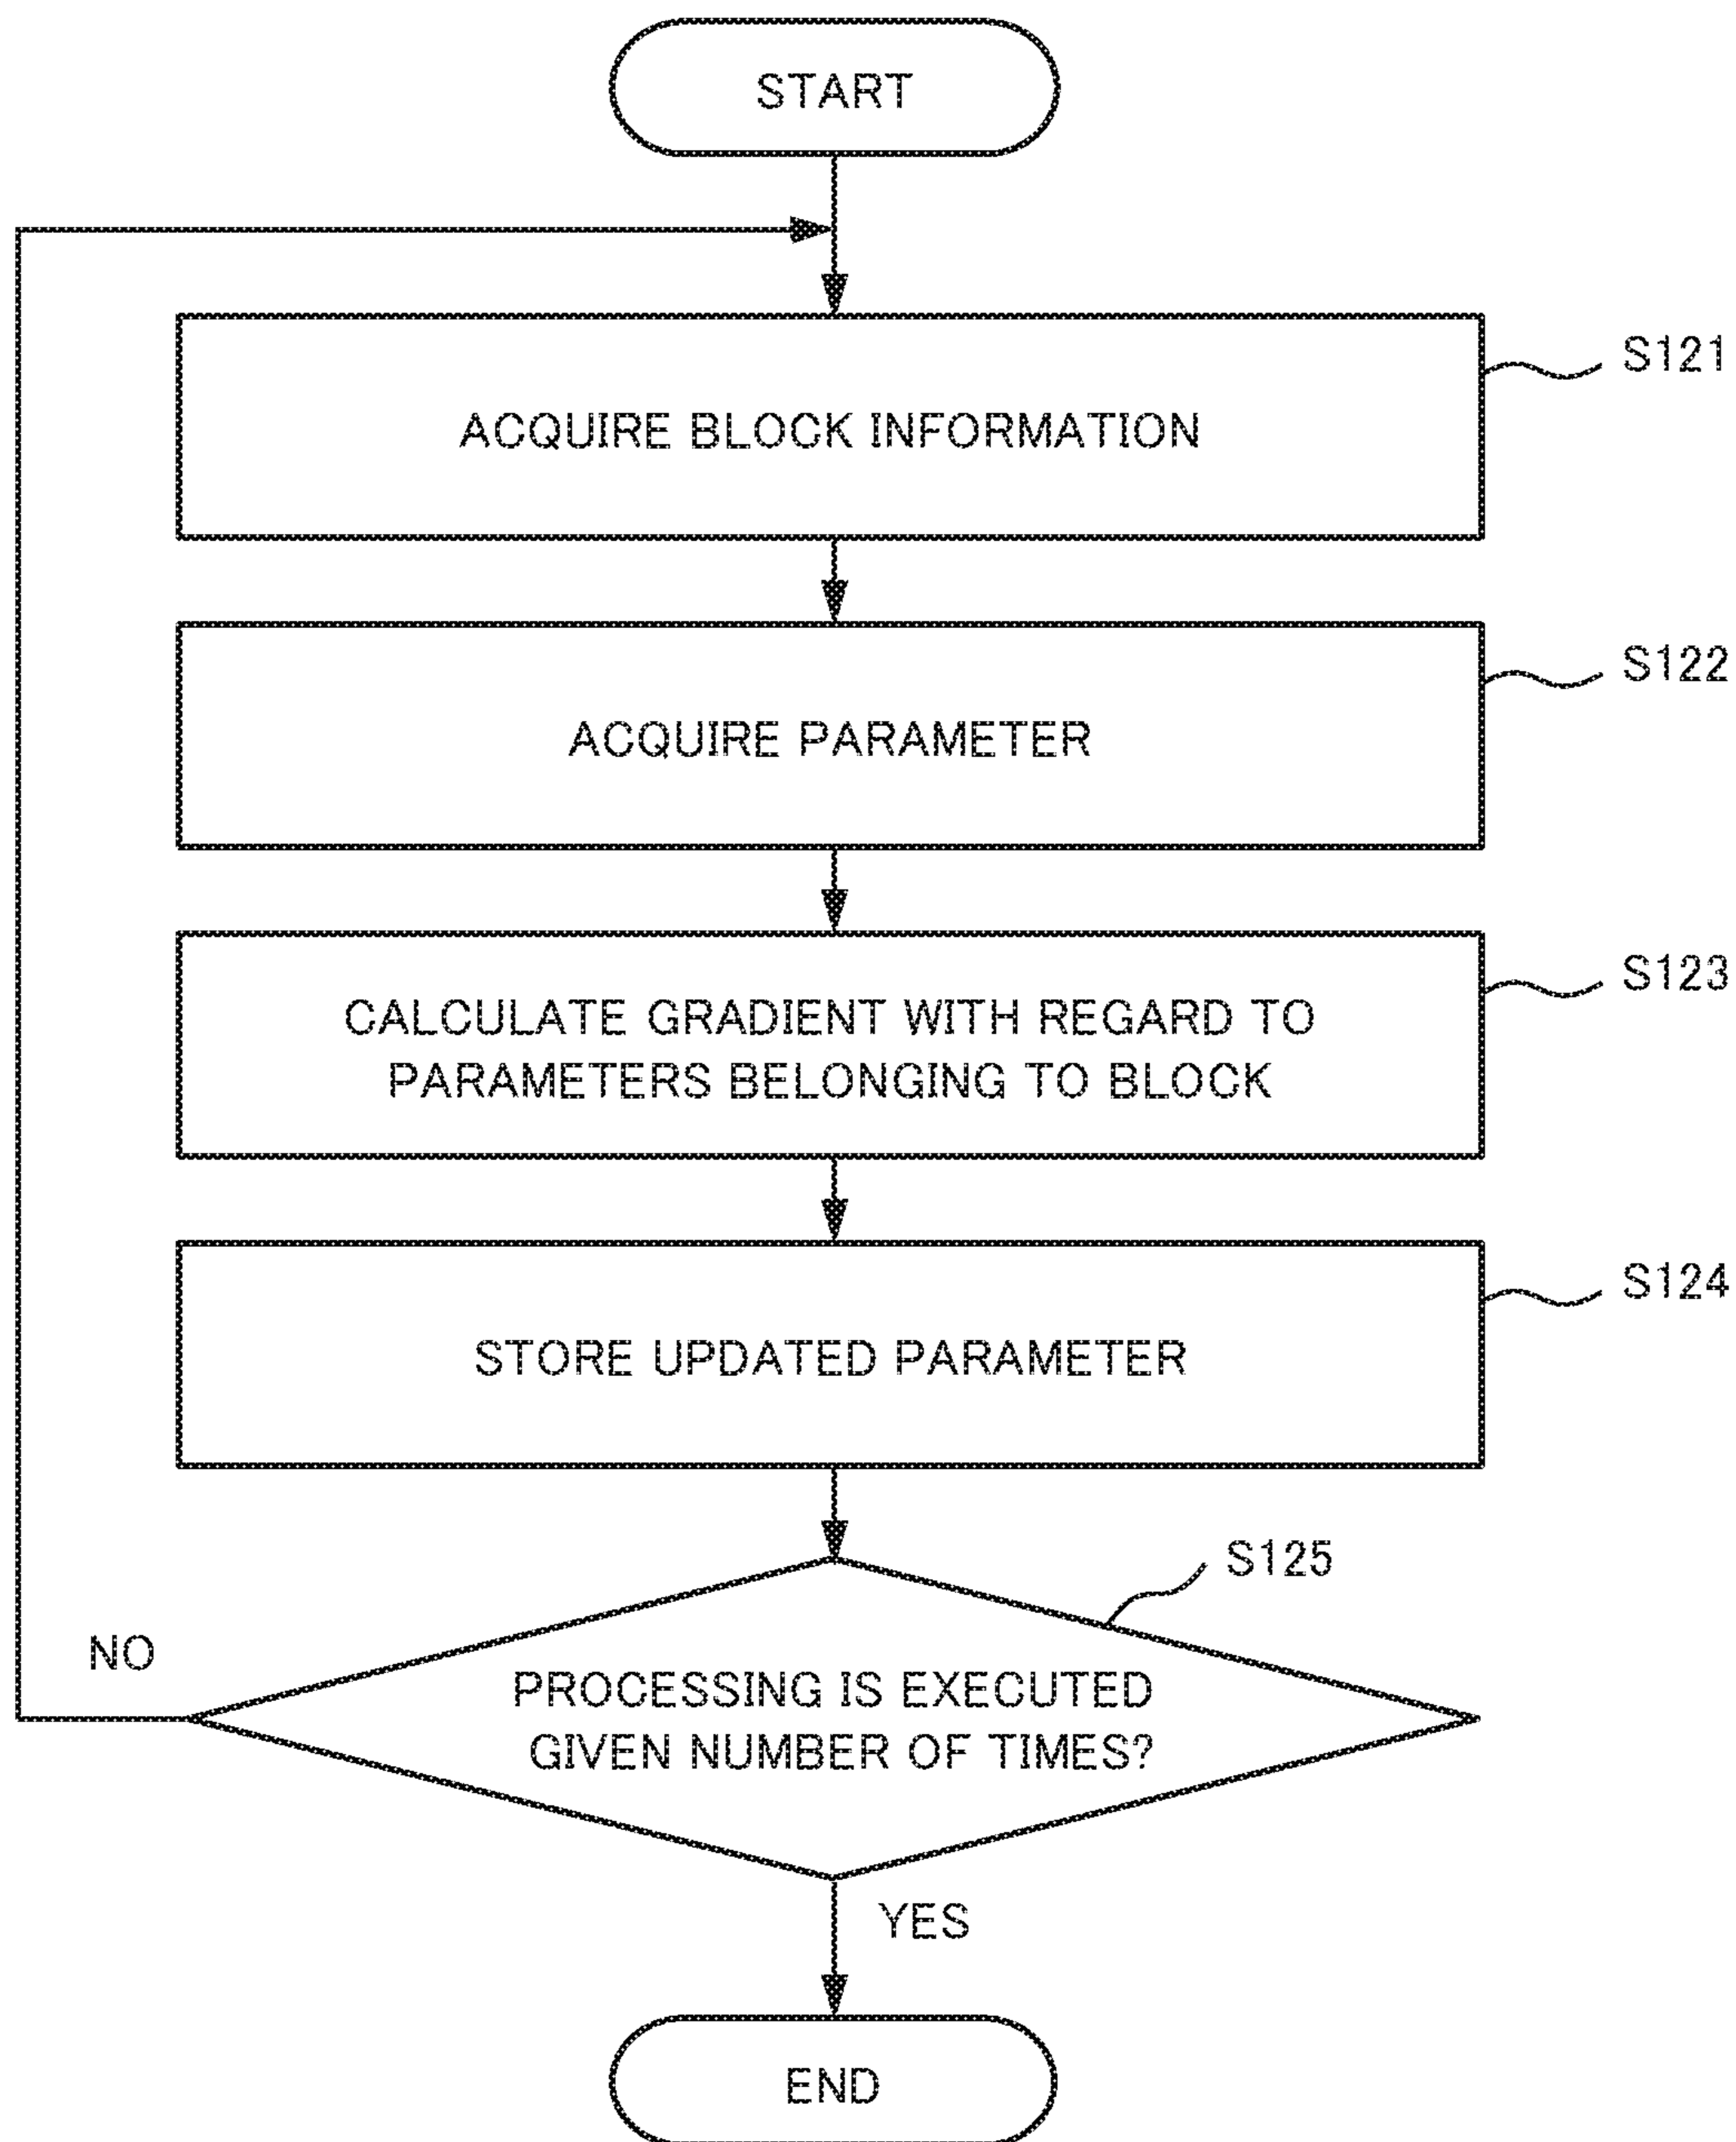 START
ACQUIRE BLOCK INFORMATION
S121
ACQUIRE PARAMETER
S122
CALCULATE GRADIENT WITH REGARD TO
PARAMETERS BELONGING TO BLOCK
S123
STORE UPDATED PARAMETER
S124
S125
NO
PROCESSING IS EXECUTED
GIVEN NUMBER OF TIMES?
YES
END